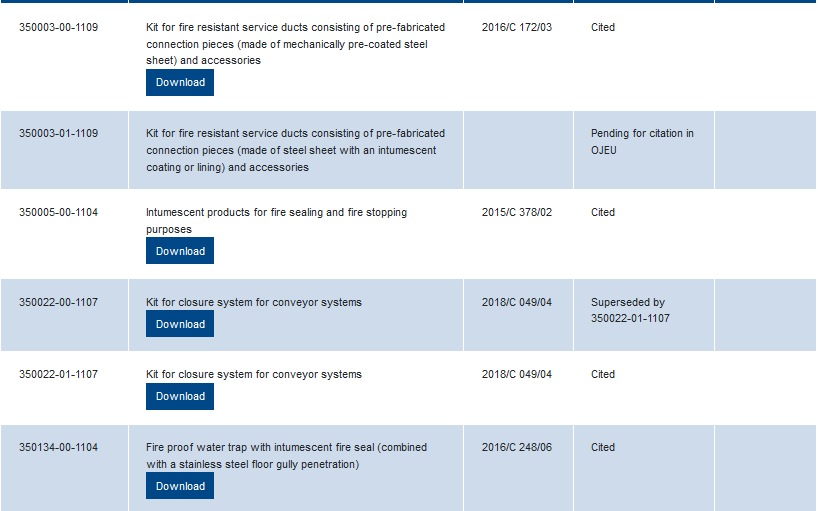 350003-00-1109
Kit for fire resistant service ducts consisting of pre-fabricated
connection pieces (made of mechanically pre-coated steel
sheet) and accessories
Download
2016/C 172/03
Cited
350003-01-1109
Kit for fire resistant service ducts consisting of pre-fabricated
connection pieces (made of steel sheet with an intumescent
coating or lining) and accessories
Pending for citation in
OJEU
350005-00-1104
Intumescent products for fire sealing and fire stopping
purposes
Download
2015/C 378/02
Cited
350022-00-1107
Kit for closure system for conveyor systems
Download
2018/C 049/04
Superseded by
350022-01-1107
350022-01-1107
Kit for closure system for conveyor systems
Download
2018/C 049/04
Cited
350134-00-1104
Fire proof water trap with intumescent fire seal (combined
with a stainless steel floor gully penetration)
Download
2016/C 248/06
Cited